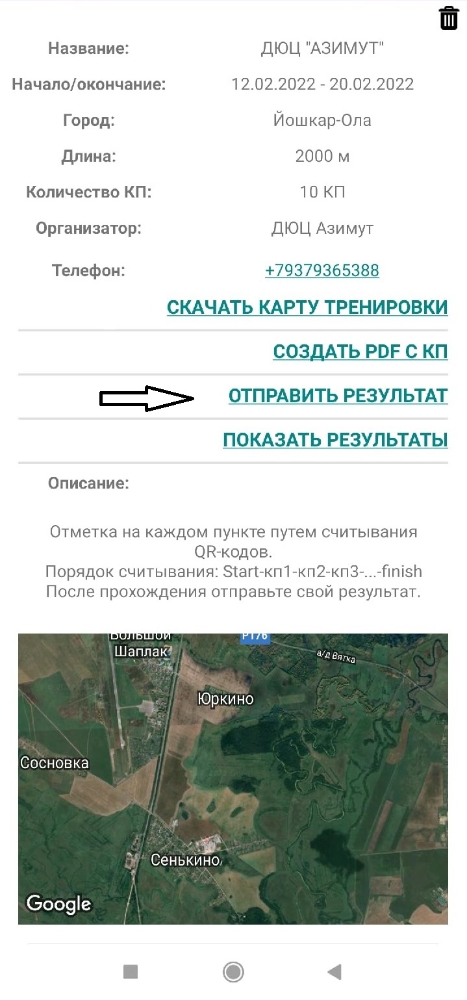 Название: ДЮЦ "АЗИМУТ"
Начало/окончание: 12.02.2022 - 20.02.2022
Город: Йошкар-Ола
Длина: 2000 м
Количество КП: 10 КП
Организатор: ДЮЦ Азимут
Телефон: +79379365388
СКАЧАТЬ КАРТУ ТРЕНИРОВКИ
СОЗДАТЬ PDF С КП
ОТПРАВИТЬ РЕЗУЛЬТАТ
ПОКАЗАТЬ РЕЗУЛЬТАТЫ
Описание:
Отметка на каждом пункте путем считывания
QR-кодов.
Порядок считывания: Start-кп1-кп2-кп3-...-finish
После прохождения отправьте свой результат.
Большой
Шаплак
Р176
а/д Вятка
Юркино
Сосновка
Сенькино
Google